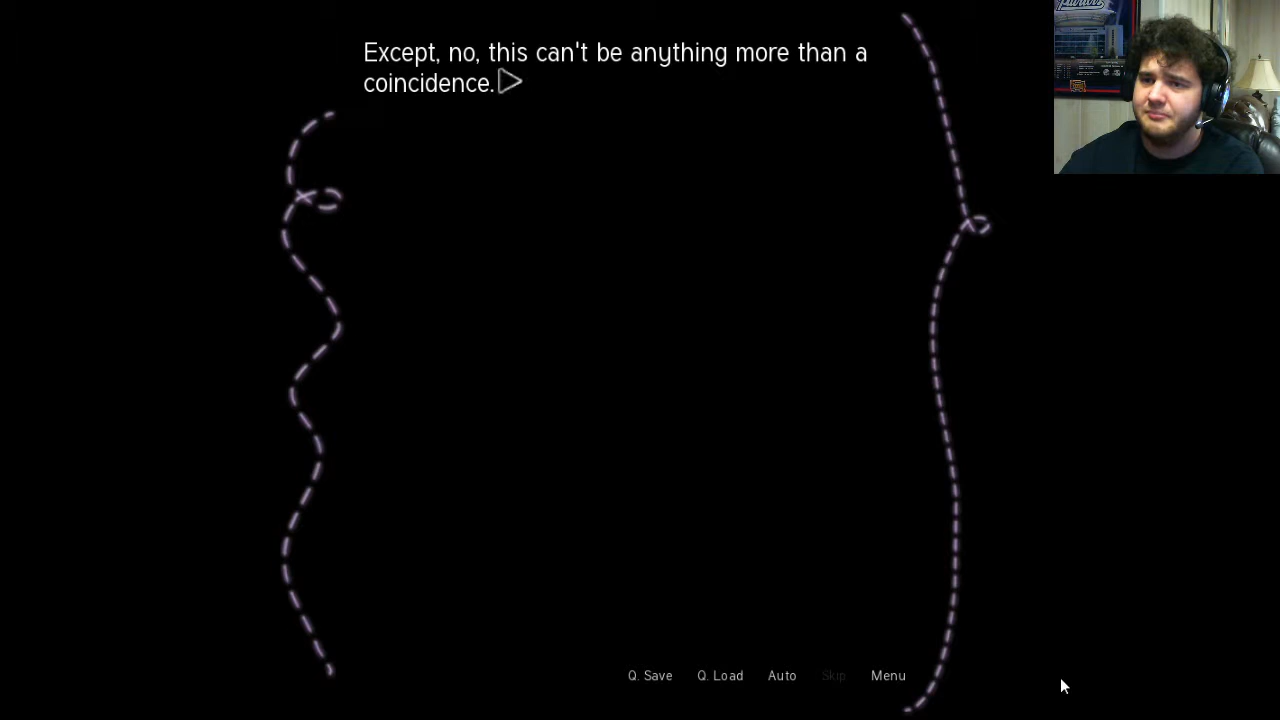 Except, no, this can't be anything more than a
coincidence.
Q. Save Q. Load Auto Skip Menu